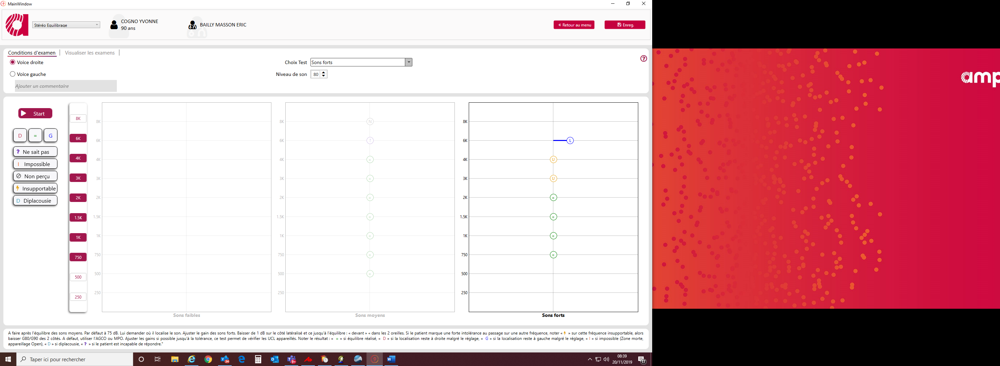 MainWindow
Stéréo Equilibrage
COGNO YVONNE
90 ans
BAILLY MASSON ERIC
« Retour au menu
Enreg.
Conditions d'examen
Visualiser les examens
Voice droite
Voice gauche
Ajouter un commentaire
Choix Test
Sons forts
Niveau de son
80
?
Start
D = G
? Ne sait pas
I Impossible
Non perçu
Insupportable
D Diplacousie
8K
6K
4K
3K
2K
1.5K
1K
750
500
250
8K
6K
4K
3K
2K
1.5K
1K
750
500
250
Sons faibles
8K N
6K ?
4K =
3K =
2K =
1.5K =
1K =
750 =
500 =
250
Sons moyens
8K
6K L
4K U
3K U
2K =
1.5K =
1K =
750 =
500
250
Sons forts
A faire après l'équilibre des sons moyens. Par défaut à 75 dB. Lui demander où il localise le son. Ajuster le gain des sons forts. Baisser de 1 dB sur le côté latéralisé et ce jusqu'à l'équilibre : « devant » « dans les 2 oreilles. Si le patient marque une forte intolérance au passage sur une autre fréquence, noter « » sur cette fréquence insupportable, alors
baisser G80/G90 des 2 côtés. A défaut, utiliser l'AGCO ou MPO. Ajuster les gains si possible jusqu'à la tolérance, ce test permet de vérifier les UCL appareillés. Noter le résultat : « = » si équilibre réalisé, « D » si la localisation reste à droite malgré le réglage, « G » si la localisation reste à gauche malgré le réglage, « I » si impossible (Zone morte,
appareillage Open), « D » si diplacousie, « ? » si le patient est incapable de répondre."
Taper ici pour rechercher
34
9+
08:39
20/11/2019
17
amp